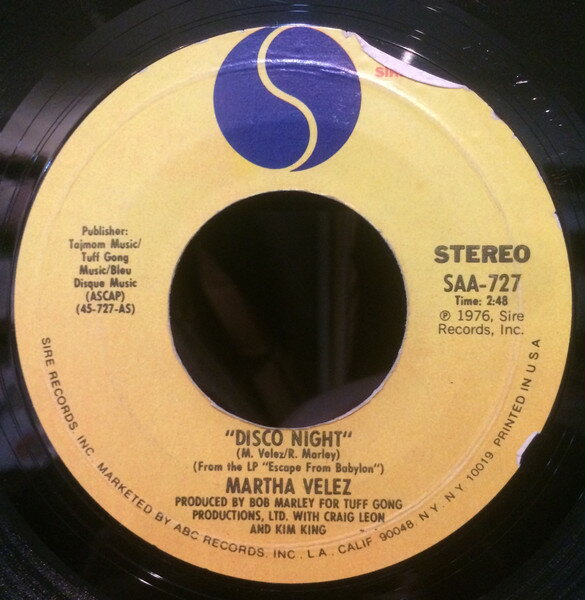 SI
Publisher:
Tajmom Music/
Tuff Gong
Music/Bleu
Disque Music
(ASCAP)
(45-727-AS)
STEREO
SAA-727
Time: 2:48
℗ 1976, Sire
Records, Inc.
"DISCO NIGHT"
(M. Velez/R. Marley)
(From the LP "Escape From Babylon")
MARTHA VELEZ
PRODUCED BY BOB MARLEY FOR TUFF GONG
PRODUCTIONS, LTD. WITH CRAIG LEON
AND KIM KING
SIRE RECORDS, INC. MARKETED BY ABC RECORDS, INC., L.A., CALIF. 90048, N.Y., N.Y. 10019 PRINTED IN U S A